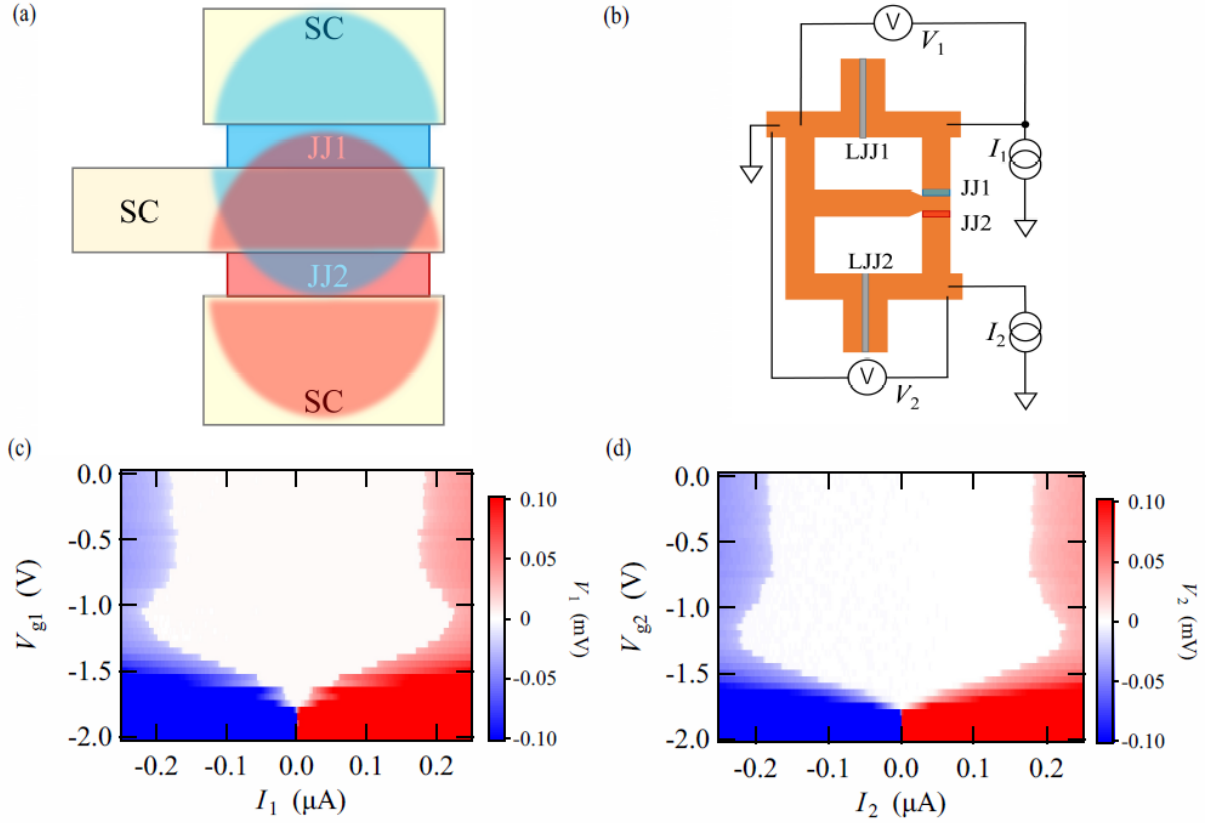 (a)
SC
JJ1
SC
JJ2
SC
(b)
V
V1
LJJ1
I1
JJ1
JJ2
LJJ2
I2
V
V2
(c)
0.0
-0.5
-1.0
-1.5
-2.0
Vg1 (V)
-0.2 -0.1 0.0 0.1 0.2
I1 (μA)
0.10
0.05
0
-0.05
-0.10
V1 (mV)
(d)
0.0
-0.5
-1.0
-1.5
-2.0
Vg2 (V)
-0.2 -0.1 0.0 0.1 0.2
I2 (μA)
0.10
0.05
0
-0.05
-0.10
V2 (mV)